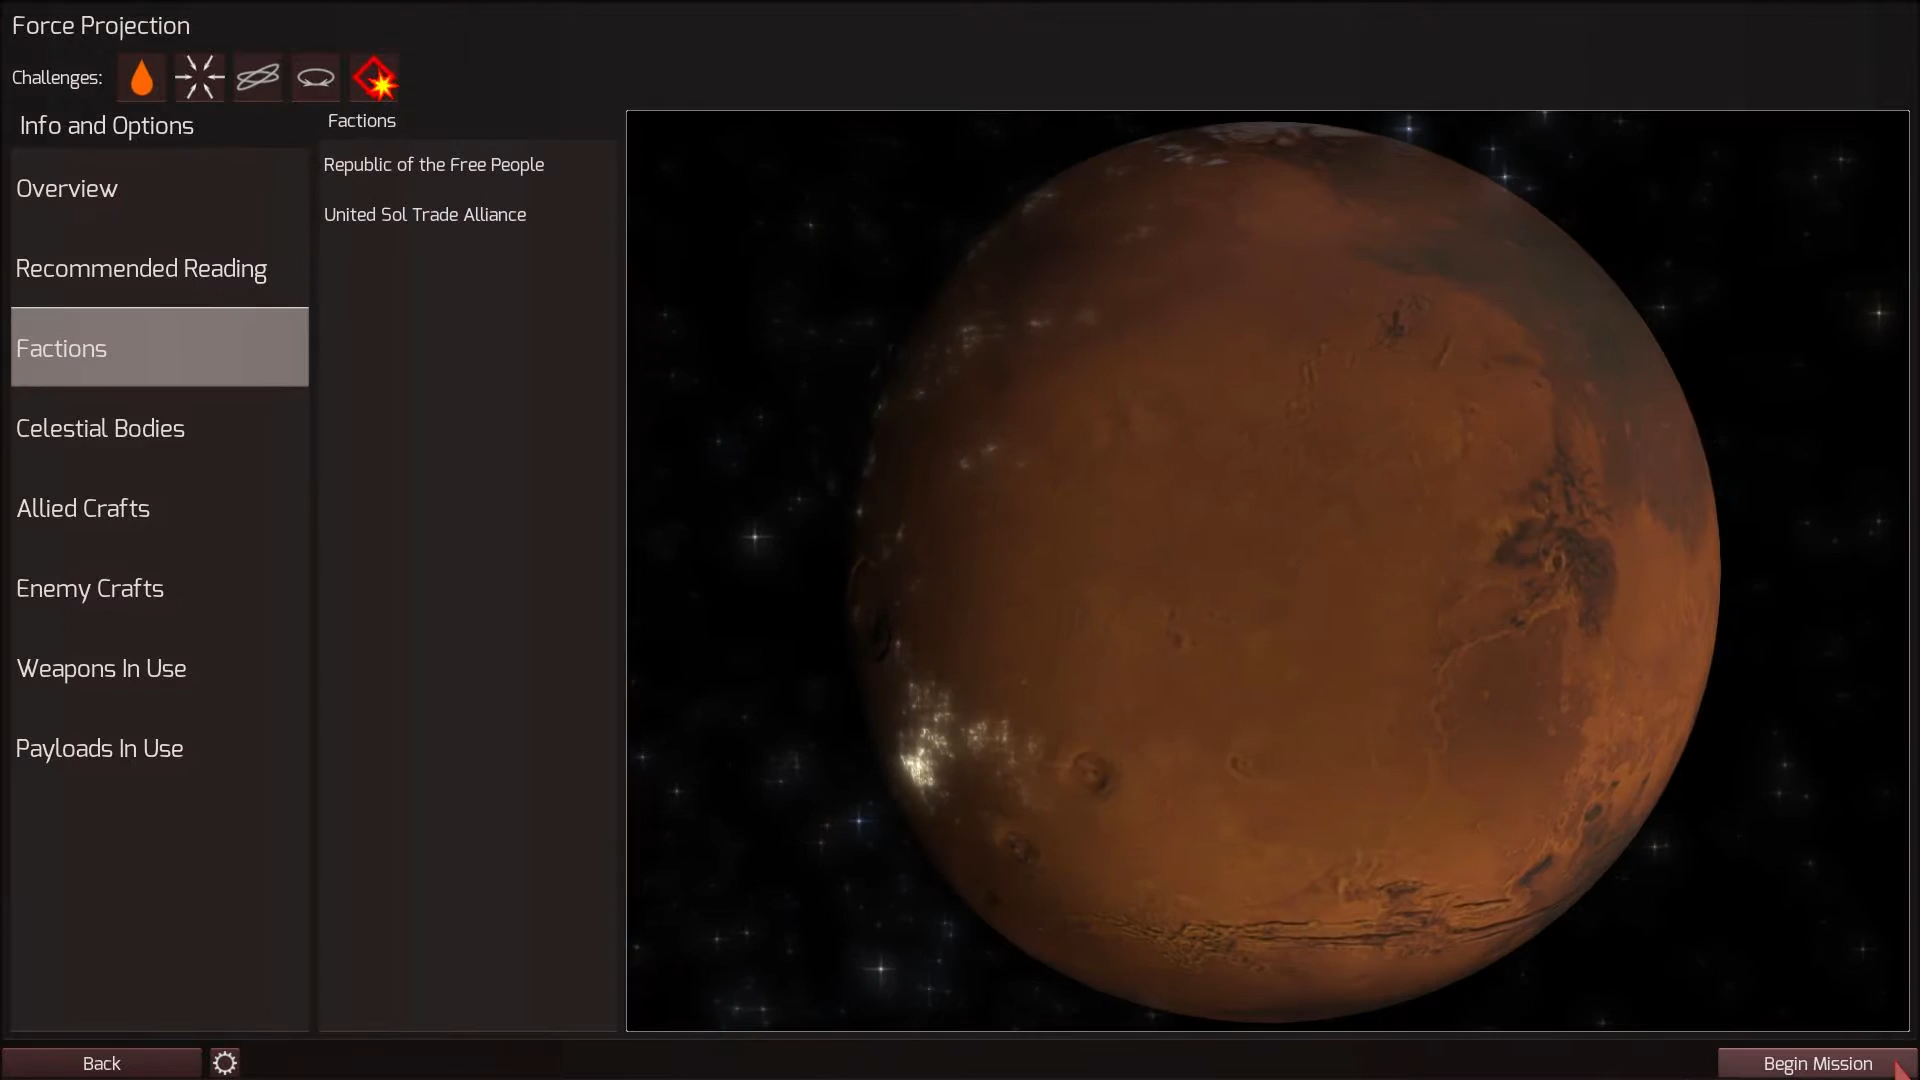 Force Projection
Challenges:
Info and Options
Overview
Recommended Reading
Factions
Celestial Bodies
Allied Crafts
Enemy Crafts
Weapons In Use
Payloads In Use
Factions
Republic of the Free People
United Sol Trade Alliance
Back
Begin Mission